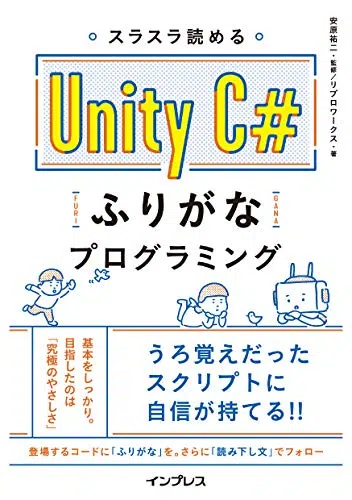 スラスラ読める
安原祐二・監修/リブロワークス・著
Unity C#
FURI
ふりがな
GANA
プログラミング
基本をしっかり。
目指したのは
「究極のやさしさ」
うろ覚えだった
スクリプトに
自信が持てる!!
登場するコードに「ふりがな」を。さらに「読み下し文」でフォロー
インプレス